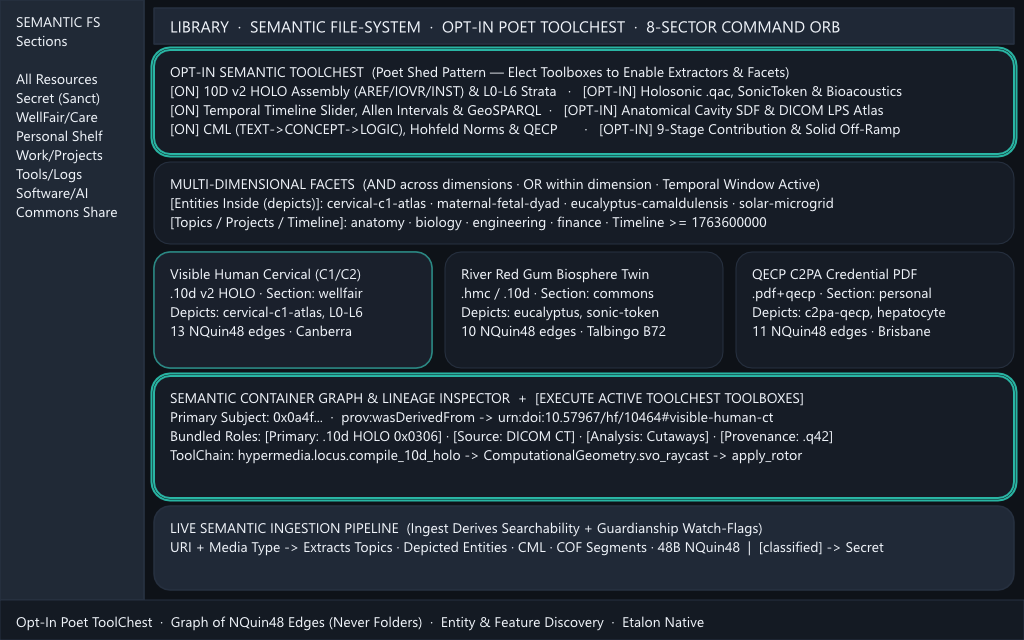 SEMANTIC FS
Sections
All Resources
Secret (Sanct)
WellFair/Care
Personal Shelf
Work/Projects
Tools/Logs
Software/AI
Commons Share
LIBRARY · SEMANTIC FILE-SYSTEM · OPT-IN POET TOOLCHEST · 8-SECTOR COMMAND ORB
OPT-IN SEMANTIC TOOLCHEST (Poet Shed Pattern — Elect Toolboxes to Enable Extractors & Facets)
[ON] 10D v2 HOLO Assembly (AREF/IOVR/INST) & L0-L6 Strata · [OPT-IN] Holosonic .qac, SonicToken & Bioacoustics
[ON] Temporal Timeline Slider, Allen Intervals & GeoSPARQL · [OPT-IN] Anatomical Cavity SDF & DICOM LPS Atlas
[ON] CML (TEXT->CONCEPT->LOGIC), Hohfeld Norms & QECP · [OPT-IN] 9-Stage Contribution & Solid Off-Ramp
MULTI-DIMENSIONAL FACETS (AND across dimensions · OR within dimension · Temporal Window Active)
[Entities Inside (depicts)]: cervical-c1-atlas · maternal-fetal-dyad · eucalyptus-camaldulensis · solar-microgrid
[Topics / Projects / Timeline]: anatomy · biology · engineering · finance · Timeline >= 1763600000
Visible Human Cervical (C1/C2)
.10d v2 HOLO · Section: wellfair
Depicts: cervical-c1-atlas, L0-L6
13 NQuin48 edges · Canberra
River Red Gum Biosphere Twin
.hmc / .10d · Section: commons
Depicts: eucalyptus, sonic-token
10 NQuin48 edges · Talbingo B72
QECP C2PA Credential PDF
.pdf+qecp · Section: personal
Depicts: c2pa-qecp, hepatocyte
11 NQuin48 edges · Brisbane
SEMANTIC CONTAINER GRAPH & LINEAGE INSPECTOR + [EXECUTE ACTIVE TOOLCHEST TOOLBOXES]
Primary Subject: 0x0a4f... · prov:wasDerivedFrom -> urn:doi:10.57967/hf/10464#visible-human-ct
Bundled Roles: [Primary: .10d HOLO 0x0306] · [Source: DICOM CT] · [Analysis: Cutaways] · [Provenance: .q42]
ToolChain: hypermedia.locus.compile_10d_holo -> ComputationalGeometry.svo_raycast -> apply_rotor
LIVE SEMANTIC INGESTION PIPELINE (Ingest Derives Searchability + Guardianship Watch-Flags)
URI + Media Type -> Extracts Topics · Depicted Entities · CML · COF Segments · 48B NQuin48 | [classified] -> Secret
Opt-In Poet ToolChest · Graph of NQuin48 Edges (Never Folders) · Entity & Feature Discovery · Etalon Native